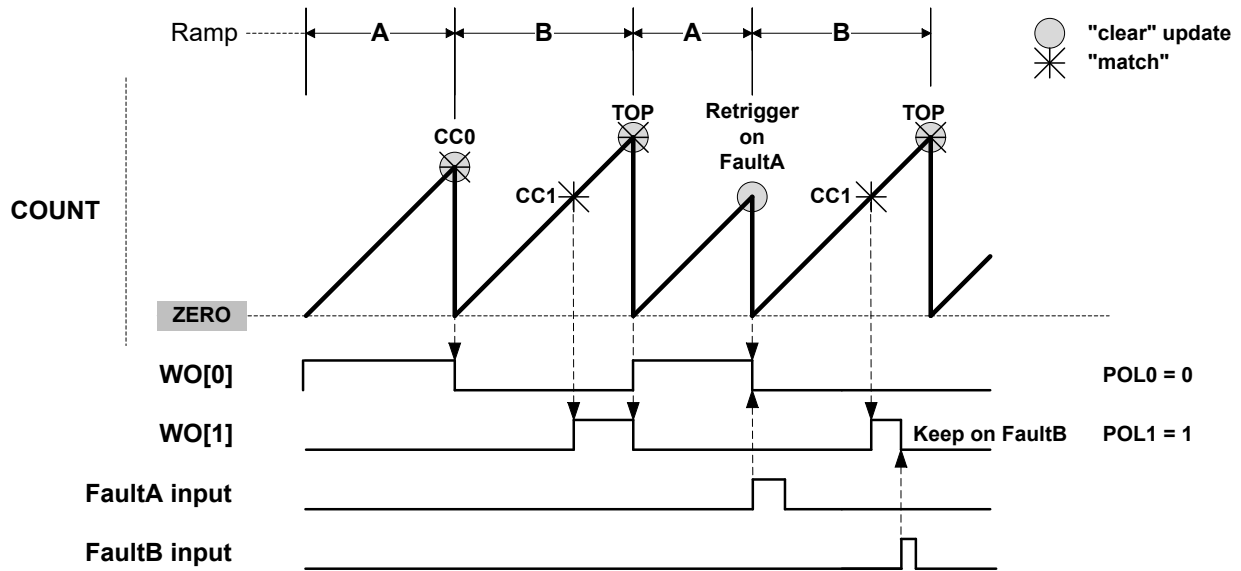 Ramp
A
B
A
B
"clear" update
"match"
CC0
TOP
Retrigger
on
FaultA
TOP
CC1
CC1
COUNT
ZERO
WO[0]
POL0 = 0
WO[1]
Keep on FaultB
POL1 = 1
FaultA input
FaultB input